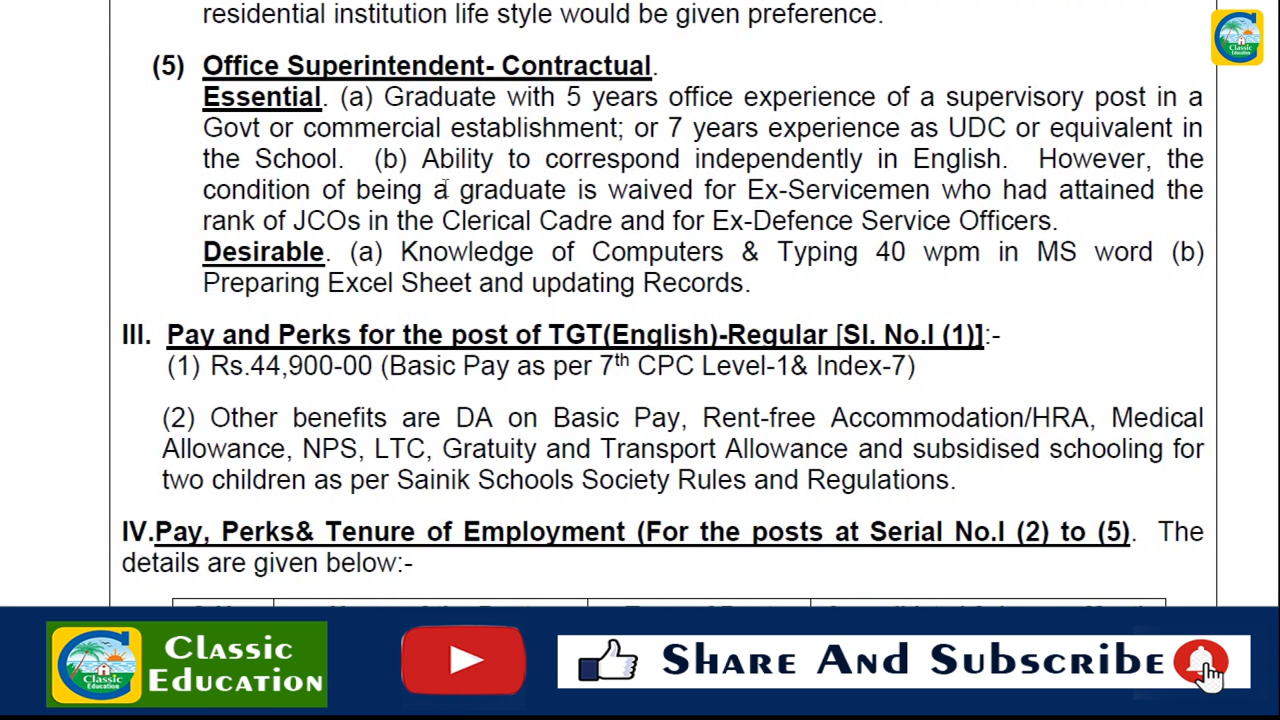 residential institution life style would be given preference.
Classic
Education
(5) Office Superintendent- Contractual.
Essential. (a) Graduate with 5 years office experience of a supervisory post in a
Govt or commercial establishment; or 7 years experience as UDC or equivalent in
the School. (b) Ability to correspond independently in English. However, the
condition of being a graduate is waived for Ex-Servicemen who had attained the
rank of JCOs in the Clerical Cadre and for Ex-Defence Service Officers.
Desirable. (a) Knowledge of Computers & Typing 40 wpm in MS word (b)
Preparing Excel Sheet and updating Records.
III. Pay and Perks for the post of TGT(English)-Regular [Sl. No.I (1)]:-
(1) Rs.44,900-00 (Basic Pay as per 7th CPC Level-1& Index-7)
(2) Other benefits are DA on Basic Pay, Rent-free Accommodation/HRA, Medical
Allowance, NPS, LTC, Gratuity and Transport Allowance and subsidised schooling for
two children as per Sainik Schools Society Rules and Regulations.
IV.Pay, Perks& Tenure of Employment (For the posts at Serial No.I (2) to (5). The
details are given below:-
Classic
Education
Classic
Education
Share And Subscribe